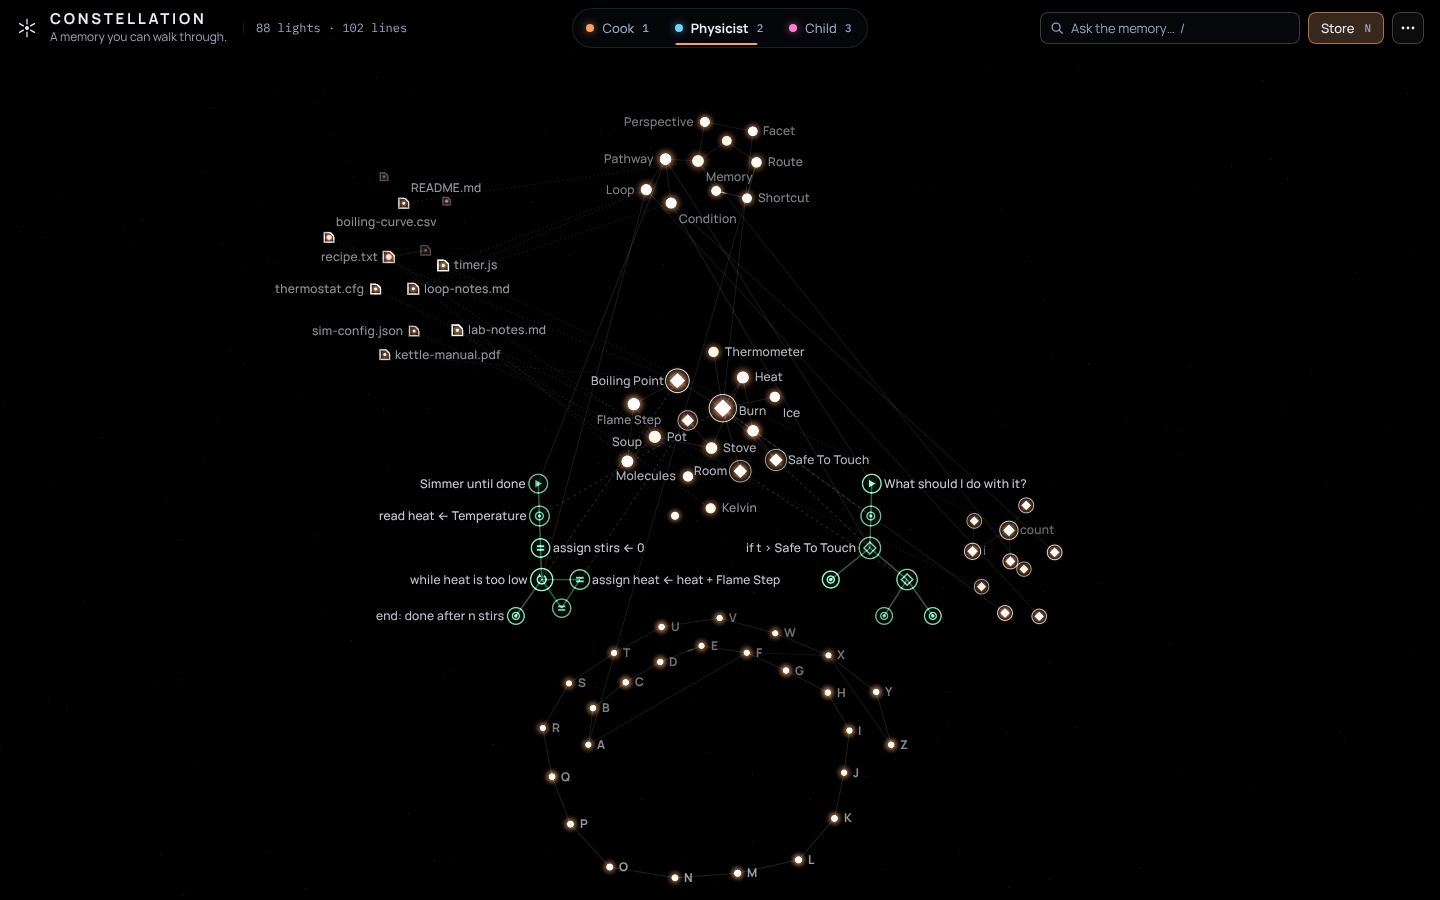 CONSTELLATION
A memory you can walk through.
88 lights · 102 lines
Cook 1
Physicist 2
Child 3
Ask the memory... /
Store N
Perspective
Facet
Pathway
Route
Memory
Loop
Shortcut
Condition
README.md
boiling-curve.csv
recipe.txt
timer.js
thermostat.cfg
loop-notes.md
sim-config.json
lab-notes.md
kettle-manual.pdf
Thermometer
Boiling Point
Heat
Burn
Ice
Flame Step
Soup
Pot
Stove
Safe To Touch
Molecules
Room
Kelvin
Simmer until done
What should I do with it?
read heat ← Temperature
count
assign stirs ← 0
if t > Safe To Touch
i
while heat is too low
assign heat ← heat + Flame Step
end: done after n stirs
V
U
W
T
E
F
X
D
G
S
C
H
Y
B
R
I
A
Z
Q
J
P
K
O
L
N
M